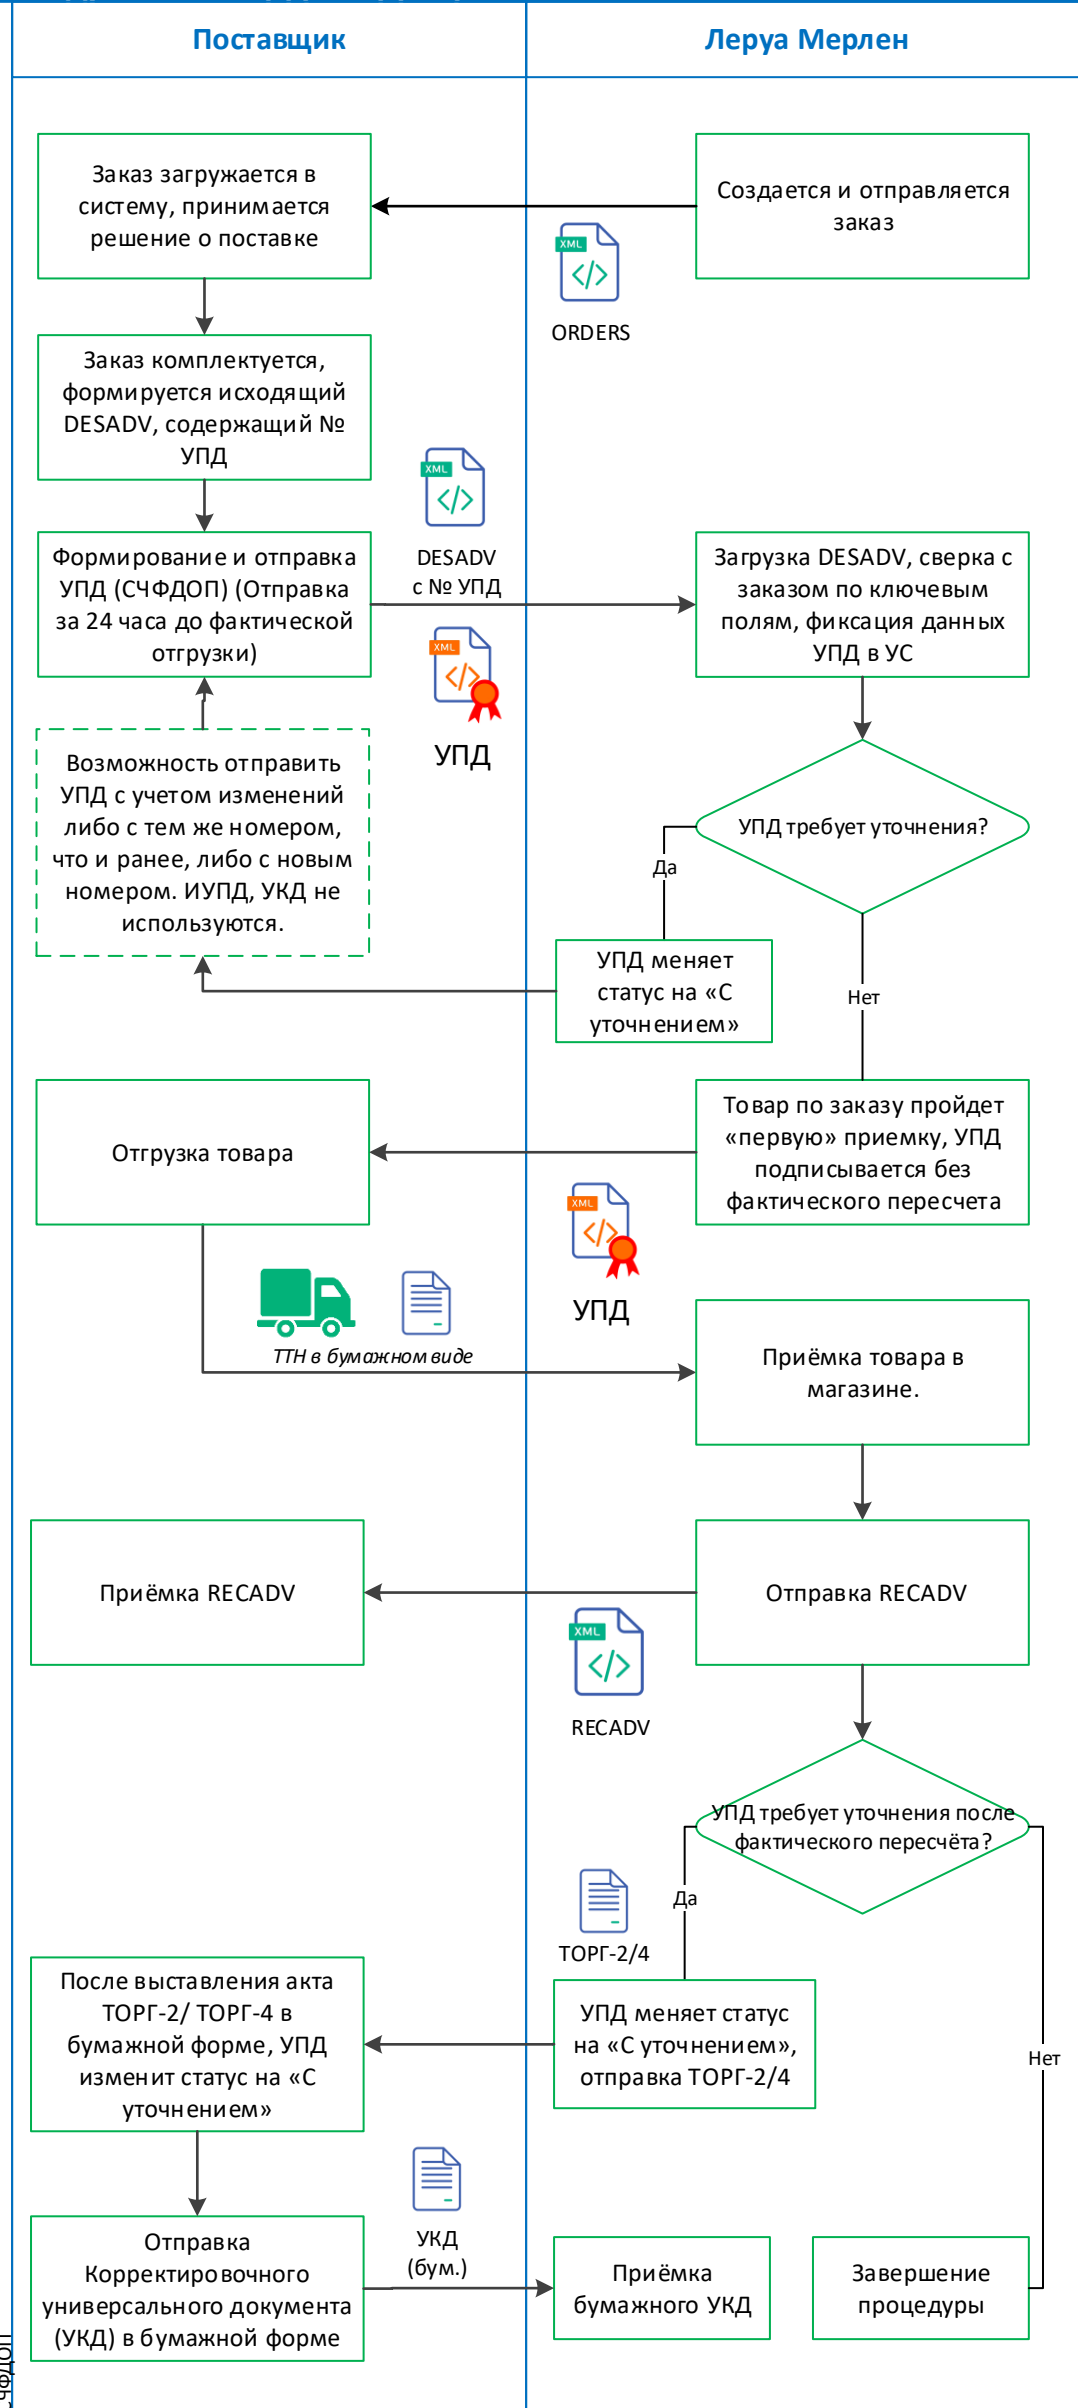 Поставщик
Леруа Мерлен
Заказ загружается в
систему, принимается
решение о поставке
Создается и отправляется
заказ
XML
ORDERS
Заказ комплектуется,
формируется исходящий
DESADV, содержащий №
УПД
XML
DESADV
с № УПД
Формирование и отправка
УПД (СЧФДОП) (Отправка
за 24 часа до фактической
отгрузки)
Загрузка DESADV, сверка с
заказом по ключевым
полям, фиксация данных
УПД в УС
XML
УПД
Возможность отправить
УПД с учетом изменений
либо с тем же номером,
что и ранее, либо с новым
номером. ИУПД, УКД не
используются.
УПД требует уточнения?
Да
УПД меняет
статус на «С
уточнением»
Нет
Отгрузка товара
Товар по заказу пройдет
«первую» приемку, УПД
подписывается без
фактического пересчета
XML
УПД
ТТН в бумажном виде
Приёмка товара в
магазине.
Приёмка RECADV
Отправка RECADV
XML
RECADV
УПД требует уточнения после
фактического пересчёта?
Да
ТОРГ-2/4
После выставления акта
ТОРГ-2/ ТОРГ-4 в
бумажной форме, УПД
изменит статус на «С
уточнением»
УПД меняет статус
на «С уточнением»,
отправка ТОРГ-2/4
Нет
УКД
(бум.)
Отправка
Корректировочного
универсального документа
(УКД) в бумажной форме
Приёмка
бумажного УКД
Завершение
процедуры